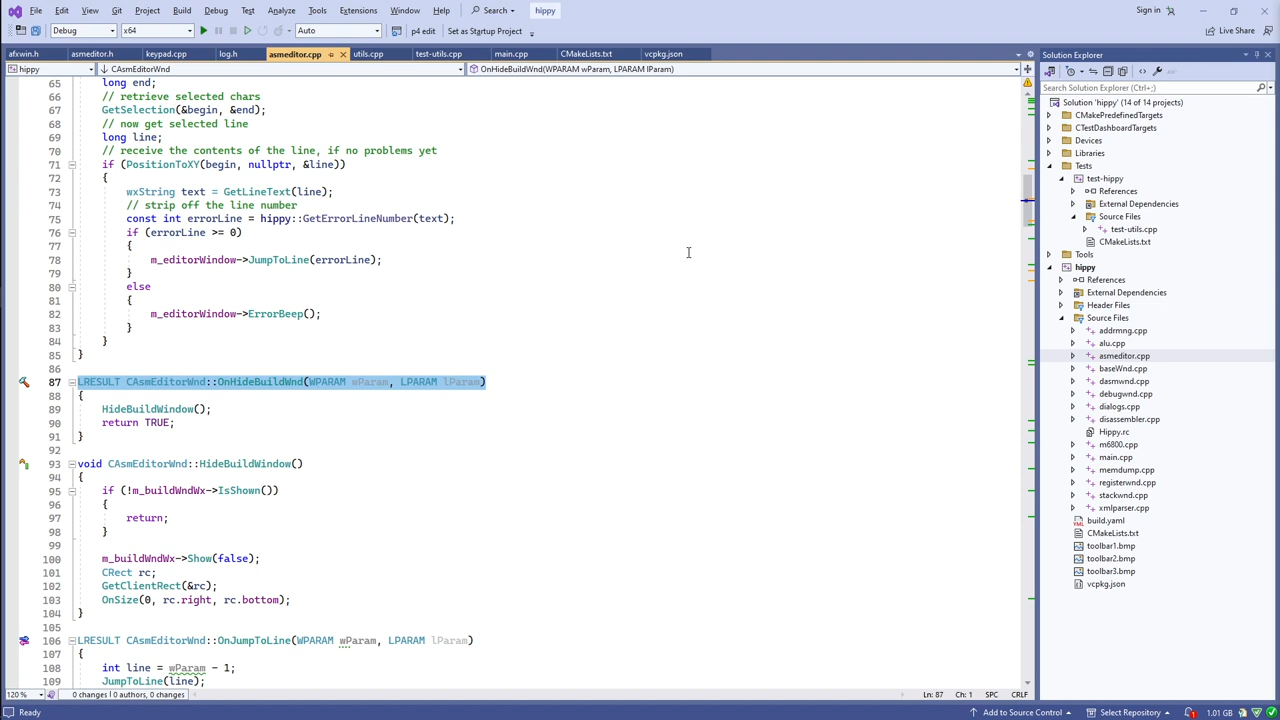 File Edit View Git Project Build Debug Test Analyze Tools Extensions Window Help Search hippy Sign in
Debug x64 Auto p4 edit Set as Startup Project Live Share
afxwin.h asmeditor.h keypad.cpp log.h asmeditor.cpp utils.cpp test-utils.cpp main.cpp CMakeLists.txt vcpkg.json
hippy CAsmEditorWnd OnHideBuildWnd(WPARAM wParam, LPARAM lParam)
65 long end;
66 // retrieve selected chars
67 GetSelection(&begin, &end);
68 // now get selected line
69 long line;
70 // receive the contents of the line, if no problems yet
71 if (PositionToXY(begin, nullptr, &line))
72 {
73 wxString text = GetLineText(line);
74 // strip off the line number
75 const int errorLine = hippy::GetErrorLineNumber(text);
76 if (errorLine >= 0)
77 {
78 m_editorWindow->JumpToLine(errorLine);
79 }
80 else
81 {
82 m_editorWindow->ErrorBeep();
83 }
84 }
85 }
86
87 LRESULT CAsmEditorWnd::OnHideBuildWnd(WPARAM wParam, LPARAM lParam)
88 {
89 HideBuildWindow();
90 return TRUE;
91 }
92
93 void CAsmEditorWnd::HideBuildWindow()
94 {
95 if (!m_buildWndWx->IsShown())
96 {
97 return;
98 }
99
100 m_buildWndWx->Show(false);
101 CRect rc;
102 GetClientRect(&rc);
103 OnSize(0, rc.right, rc.bottom);
104 }
105
106 LRESULT CAsmEditorWnd::OnJumpToLine(WPARAM wParam, LPARAM lParam)
107 {
108 int line = wParam - 1;
109 JumpToLine(line);
120 % 0 changes | 0 authors, 0 changes Ln: 87 Ch: 1 SPC CRLF
Solution Explorer
Search Solution Explorer (Ctrl+;)
Solution 'hippy' (14 of 14 projects)
CMakePredefinedTargets
CTestDashboardTargets
Devices
Libraries
Tests
test-hippy
References
External Dependencies
Source Files
test-utils.cpp
CMakeLists.txt
Tools
hippy
References
External Dependencies
Header Files
Source Files
addrmng.cpp
alu.cpp
asmeditor.cpp
baseWnd.cpp
dasmwnd.cpp
debugwnd.cpp
dialogs.cpp
disassembler.cpp
Hippy.rc
m6800.cpp
main.cpp
memdump.cpp
registerwnd.cpp
stackwnd.cpp
xmlparser.cpp
build.yaml
CMakeLists.txt
toolbar1.bmp
toolbar2.bmp
toolbar3.bmp
vcpkg.json
Ready Add to Source Control Select Repository 1 1.01 GB